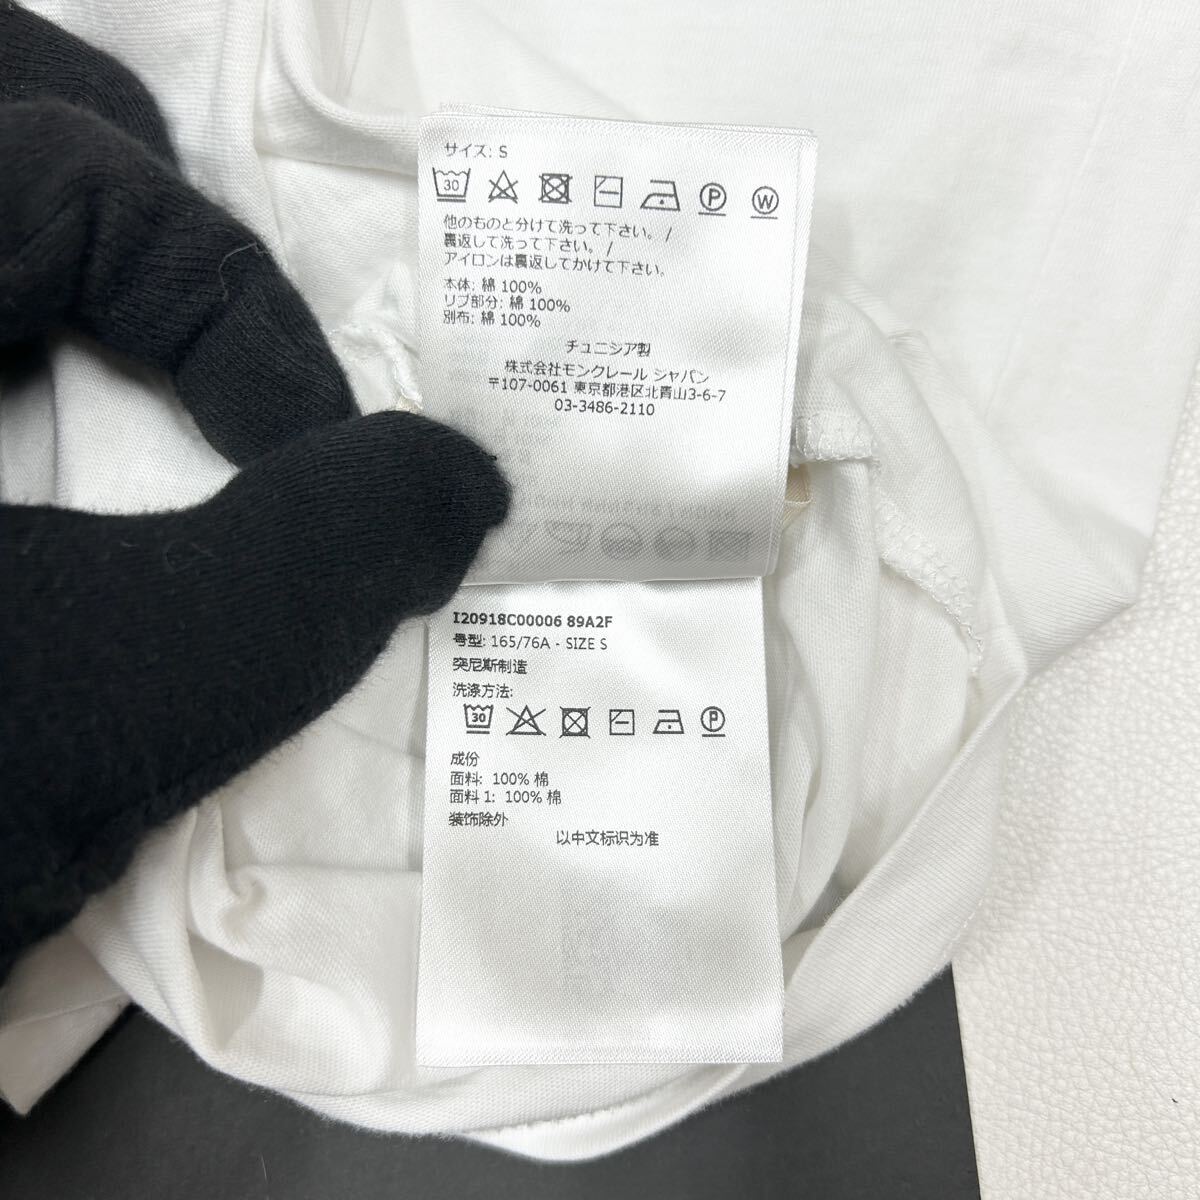 サイズ: S
30
P
W
他のものと分けて洗って下さい。 /
裏返して洗って下さい。 /
アイロンは裏返してかけて下さい。
本体: 綿 100%
リブ部分: 綿 100%
別布: 綿 100%
チュニジア製
株式会社モンクレール ジャパン
〒107-0061 東京都港区北青山3-6-7
03-3486-2110
I20918C00006 89A2F
号型: 165/76A - SIZE S
突尼斯制造
洗涤方法:
30
P
成份
面料: 100% 棉
面料 1: 100% 棉
装饰除外
以中文标识为准